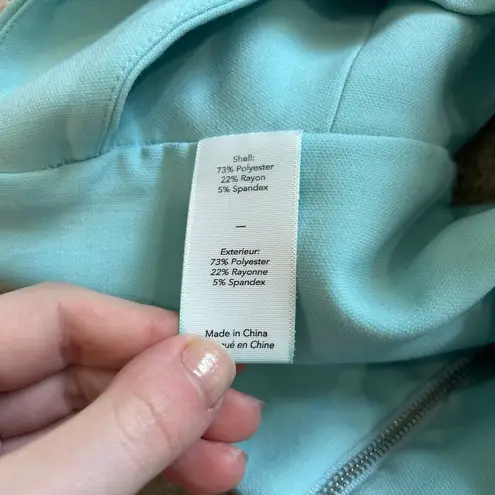 Shell:
73% Polyester
22% Rayon
5% Spandex
—
Exterieur:
73% Polyester
22% Rayonne
5% Spandex
Made in China
en Chine